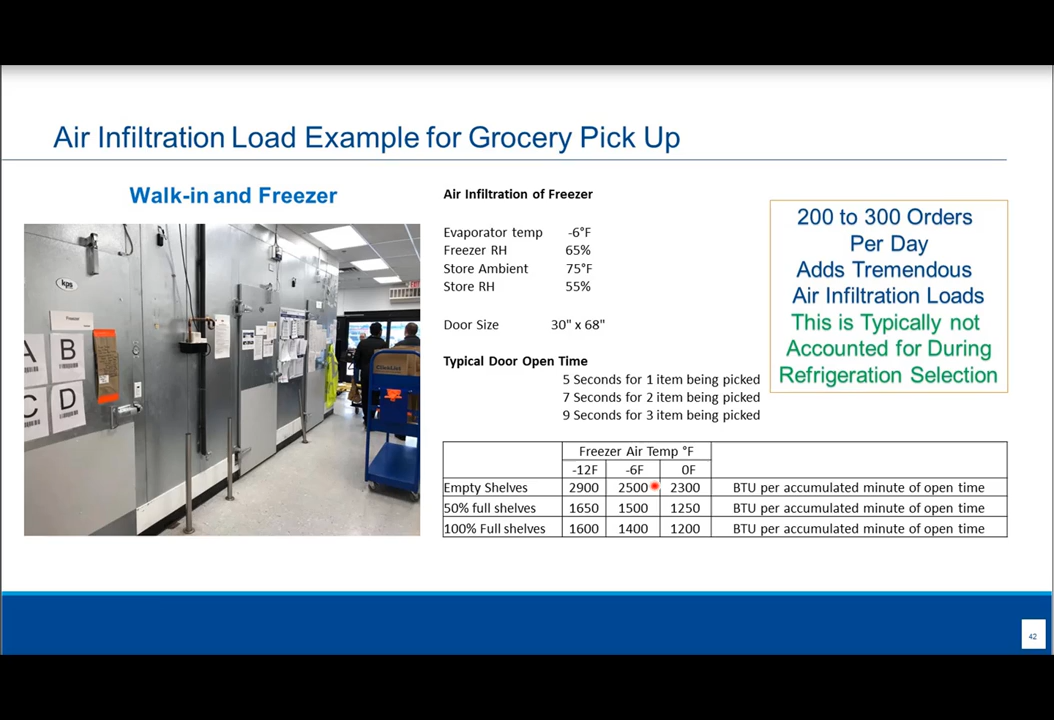 Air Infiltration Load Example for Grocery Pick Up
Walk-in and Freezer
kps
Freezer
A B
C D
Air Infiltration of Freezer
Evaporator temp -6°F
Freezer RH 65%
Store Ambient 75°F
Store RH 55%
Door Size 30" x 68"
Typical Door Open Time
5 Seconds for 1 item being picked
7 Seconds for 2 item being picked
9 Seconds for 3 item being picked
200 to 300 Orders
Per Day
Adds Tremendous
Air Infiltration Loads
This is Typically not
Accounted for During
Refrigeration Selection
Freezer Air Temp °F
-12F -6F 0F
Empty Shelves 2900 2500 2300 BTU per accumulated minute of open time
50% full shelves 1650 1500 1250 BTU per accumulated minute of open time
100% Full shelves 1600 1400 1200 BTU per accumulated minute of open time
42